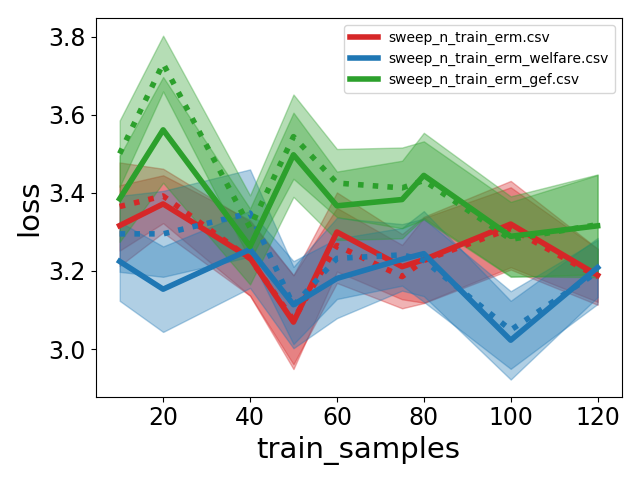 sweep_n_train_erm.csv
sweep_n_train_erm_welfare.csv
sweep_n_train_erm_gef.csv
3.8
3.6
3.4
3.2
3.0
loss
20 40 60 80 100 120
train_samples